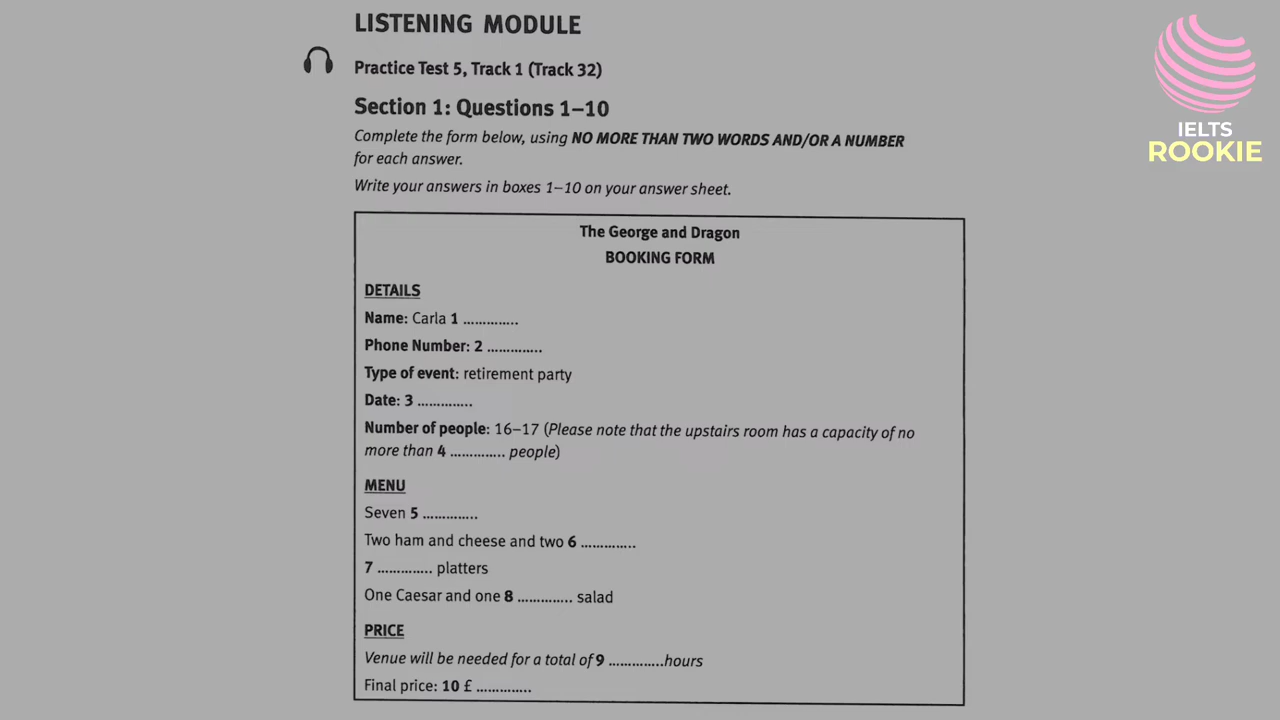 LISTENING MODULE
Practice Test 5, Track 1 (Track 32)
Section 1: Questions 1–10
Complete the form below, using NO MORE THAN TWO WORDS AND/OR A NUMBER
for each answer.
Write your answers in boxes 1–10 on your answer sheet.
The George and Dragon
BOOKING FORM
DETAILS
Name: Carla 1 ..............
Phone Number: 2 ..............
Type of event: retirement party
Date: 3 ..............
Number of people: 16–17 (Please note that the upstairs room has a capacity of no
more than 4 .............. people)
MENU
Seven 5 ..............
Two ham and cheese and two 6 ..............
7 .............. platters
One Caesar and one 8 .............. salad
PRICE
Venue will be needed for a total of 9 ..............hours
Final price: 10 £ ..............
IELTS
ROOKIE